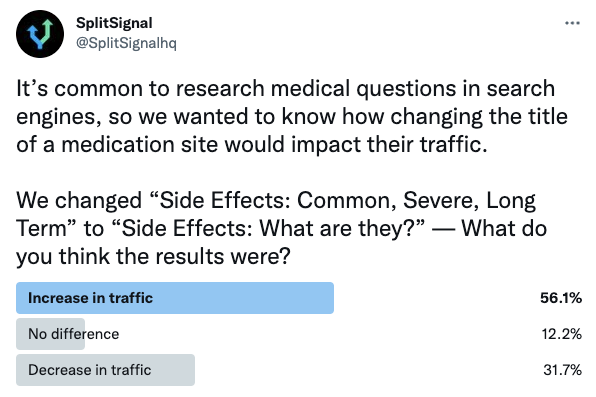 SplitSignal
@SplitSignalhq
It’s common to research medical questions in search
engines, so we wanted to know how changing the title
of a medication site would impact their traffic.
We changed “Side Effects: Common, Severe, Long
Term” to “Side Effects: What are they?” — What do
you think the results were?
Increase in traffic 56.1%
No difference 12.2%
Decrease in traffic 31.7%